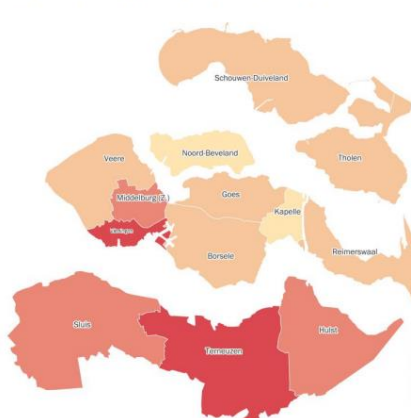 Schouwen-Duiveland
Noord-Beveland
Tholen
Veere
Goes
Middelburg (Z.)
Kapelle
Vlissingen
Borsele
Reimerswaal
Sluis
Hulst
Terneuzen